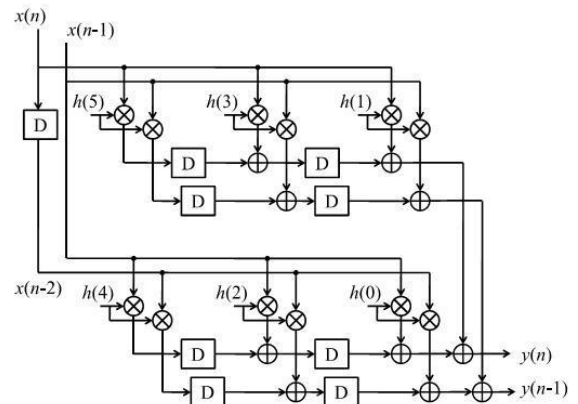 x(n)
x(n-1)
h(5)
h(3)
h(1)
D
D
D
D
D
x(n-2)
h(4)
h(2)
h(0)
D
D
y(n)
D
D
y(n-1)